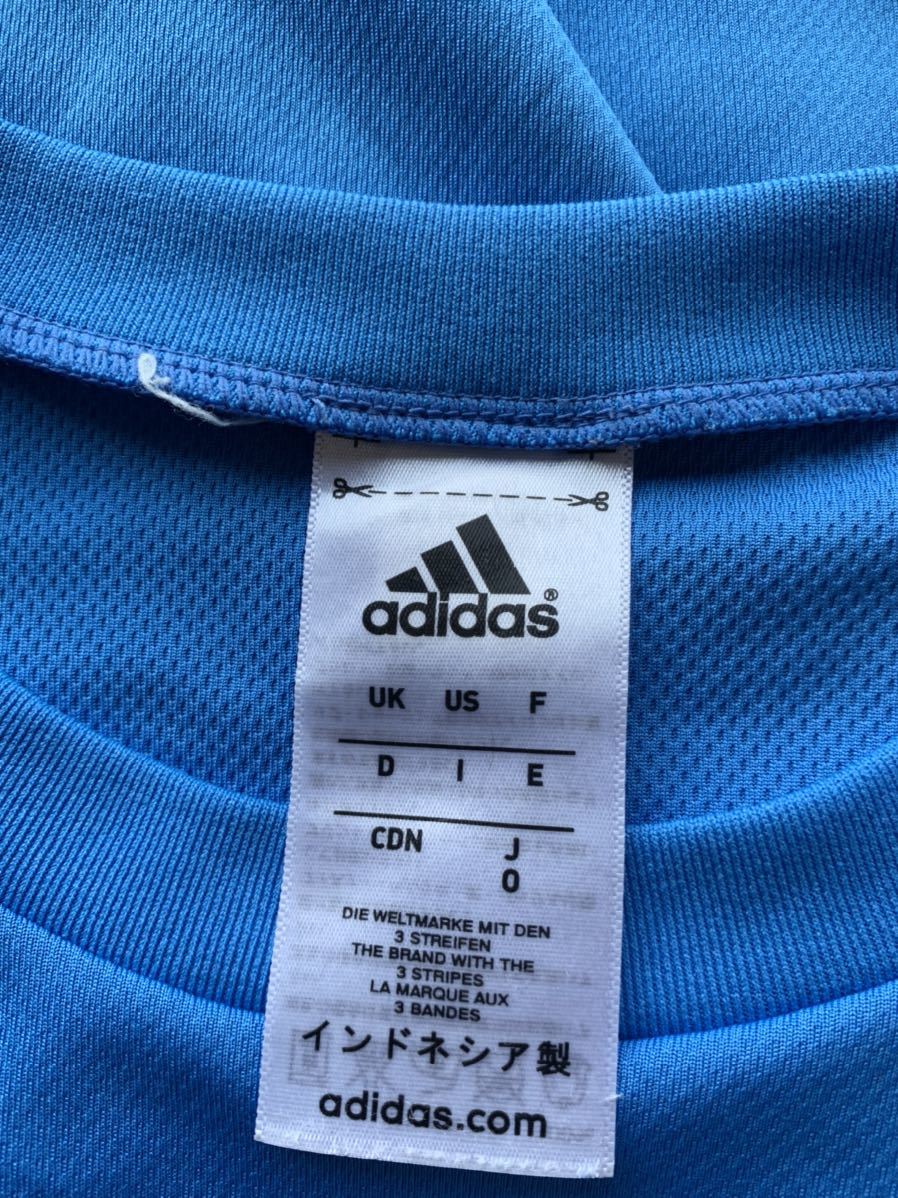 adidas®
UK US F
D I E
CDN J
O
DIE WELTMARKE MIT DEN
3 STREIFEN
THE BRAND WITH THE
3 STRIPES
LA MARQUE AUX
3 BANDES
インドネシア製
adidas.com